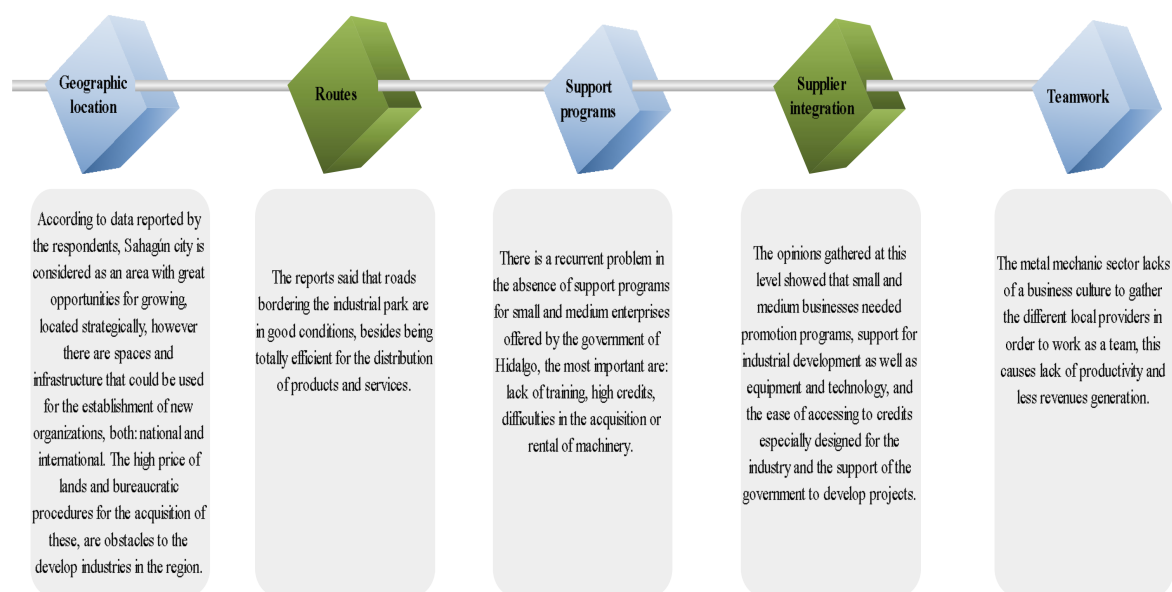 Geographic
location
Routes
Support
programs
Supplier
integration
Teamwork
According to data reported by
the respondents, Sahagún city is
considered as an area with great
opportunities for growing,
located strategically, however
there are spaces and
infrastructure that could be used
for the establishment of new
organizations, both: national and
international. The high price of
lands and bureaucratic
procedures for the acquisition of
these, are obstacles to the
develop industries in the region.
The reports said that roads
bordering the industrial park are
in good conditions, besides being
totally efficient for the distribution
of products and services.
There is a recurrent problem in
the absence of support programs
for small and medium enterprises
offered by the government of
Hidalgo, the most important are:
lack of training, high credits,
difficulties in the acquisition or
rental of machinery.
The opinions gathered at this
level showed that small and
medium businesses needed
promotion programs, support for
industrial development as well as
equipment and technology, and
the ease of accessing to credits
especially designed for the
industry and the support of the
government to develop projects.
The metal mechanic sector lacks
of a business culture to gather
the different local providers in
order to work as a team, this
causes lack of productivity and
less revenues generation.